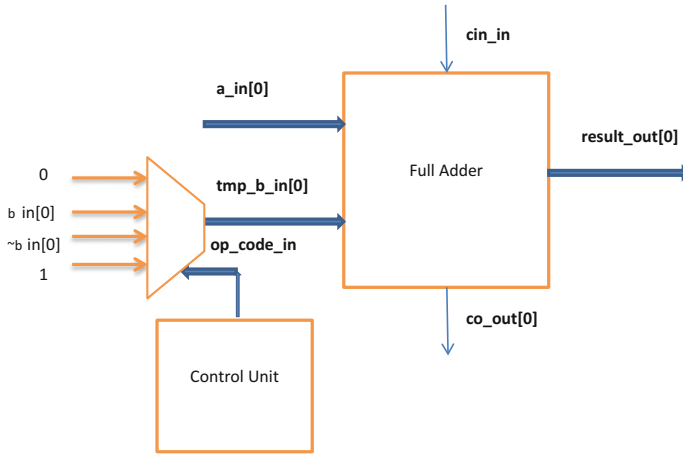 cin_in
a_in[0]
result_out[0]
Full Adder
0
tmp_b_in[0]
b in[0]
~b in[0]
op_code_in
1
co_out[0]
Control Unit